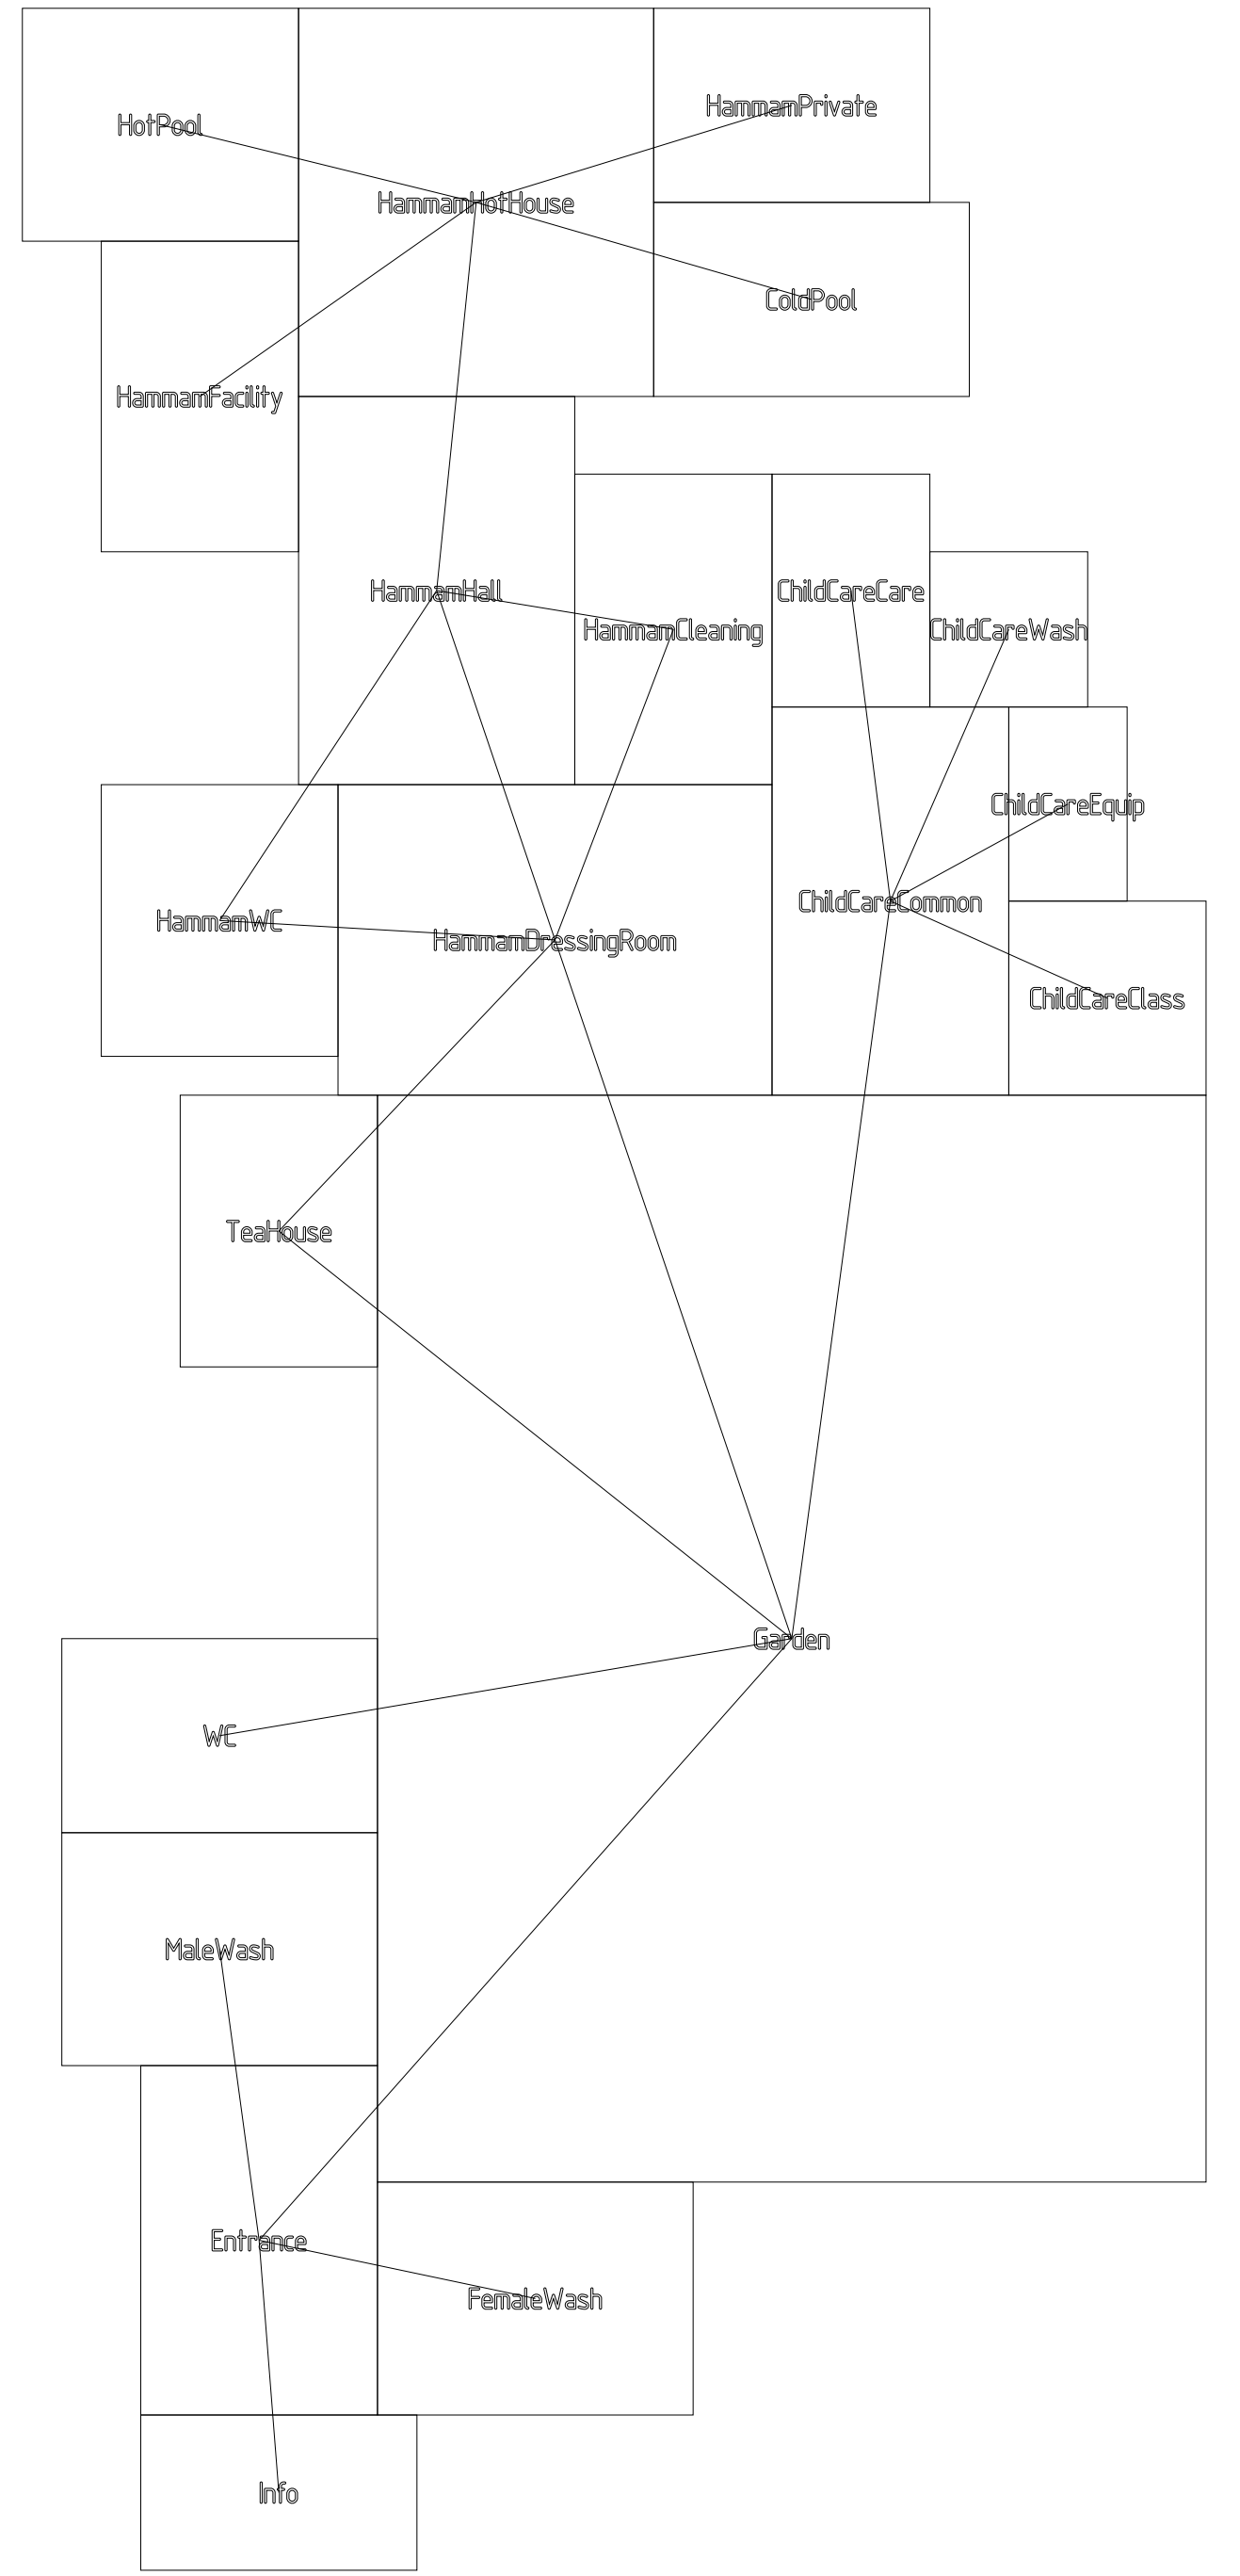 HotPool
HammamPrivate
HammamHotHouse
ColdPool
HammamFacility
HammamHall
ChildCareCare
HammamCleaning
ChildCareWash
ChildCareEquip
ChildCareCommon
HammamWC
HammamDressingRoom
ChildCareClass
TeaHouse
Garden
WC
MaleWash
Entrance
FemaleWash
Info